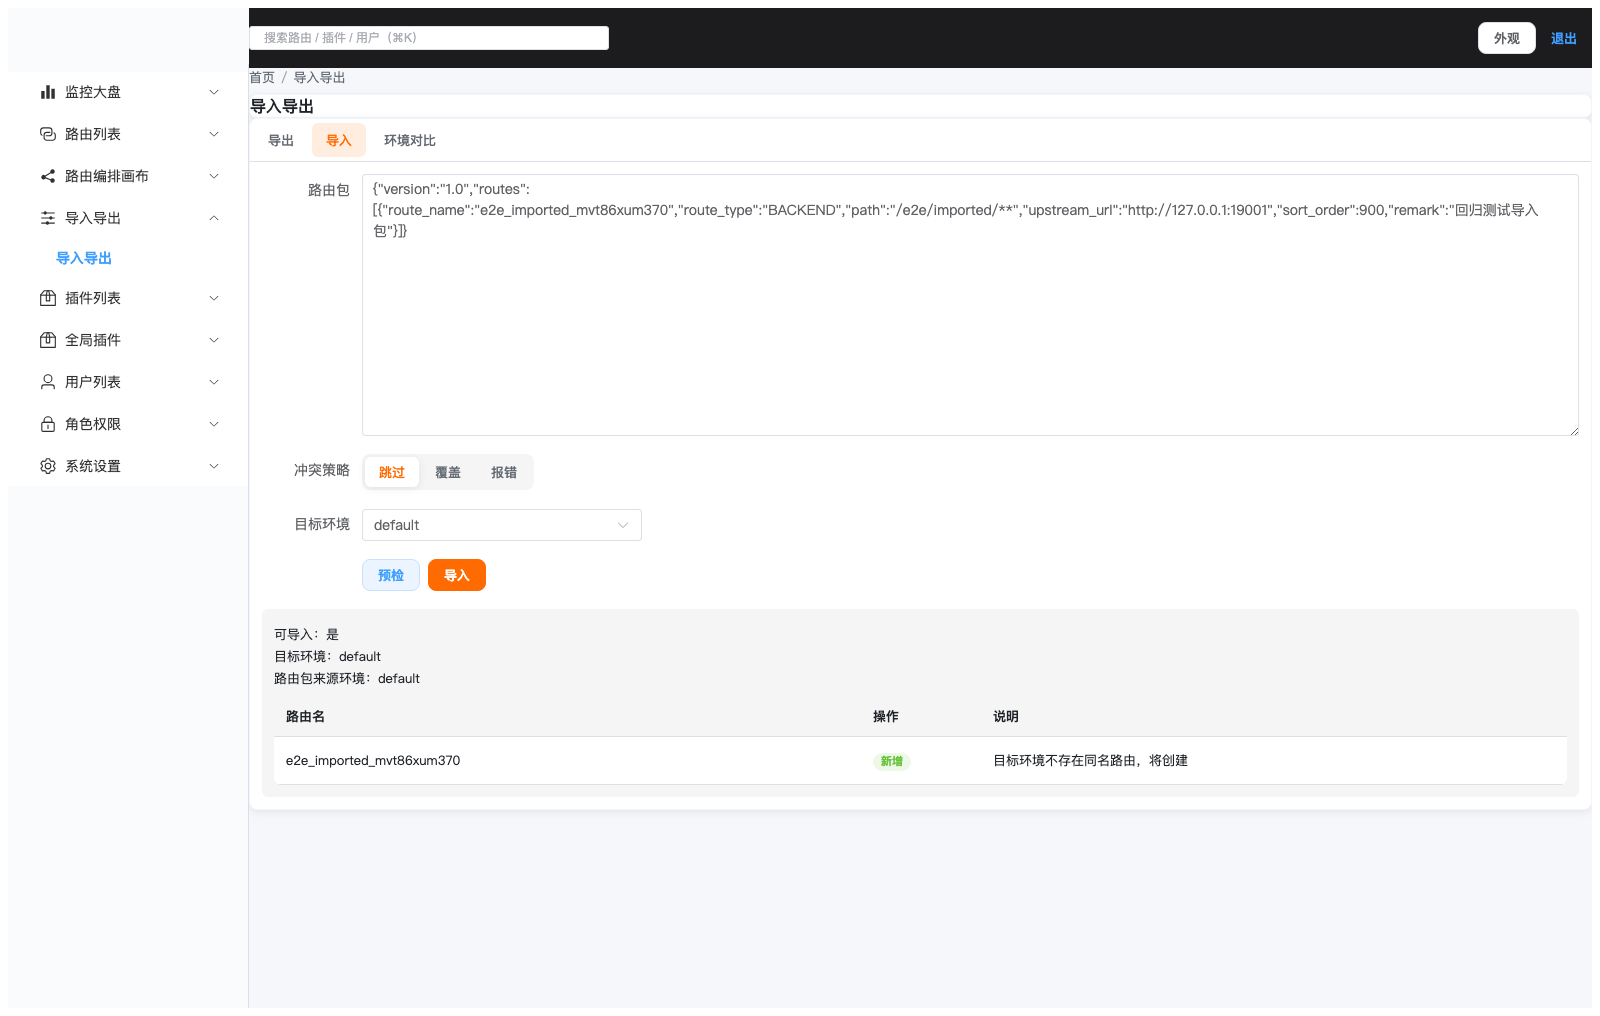 搜索路由 / 插件 / 用户（⌘K）
外观
退出
监控大盘
路由列表
路由编排画布
导入导出
导入导出
插件列表
全局插件
用户列表
角色权限
系统设置
首页 / 导入导出
导入导出
导出
导入
环境对比
路由包
{"version":"1.0","routes":
[{"route_name":"e2e_imported_mvt86xum370","route_type":"BACKEND","path":"/e2e/imported/**","upstream_url":"http://127.0.0.1:19001","sort_order":900,"remark":"回归测试导入
包"}]}
冲突策略
跳过
覆盖
报错
目标环境
default
预检
导入
可导入：是
目标环境：default
路由包来源环境：default
路由名
操作
说明
e2e_imported_mvt86xum370
新增
目标环境不存在同名路由，将创建